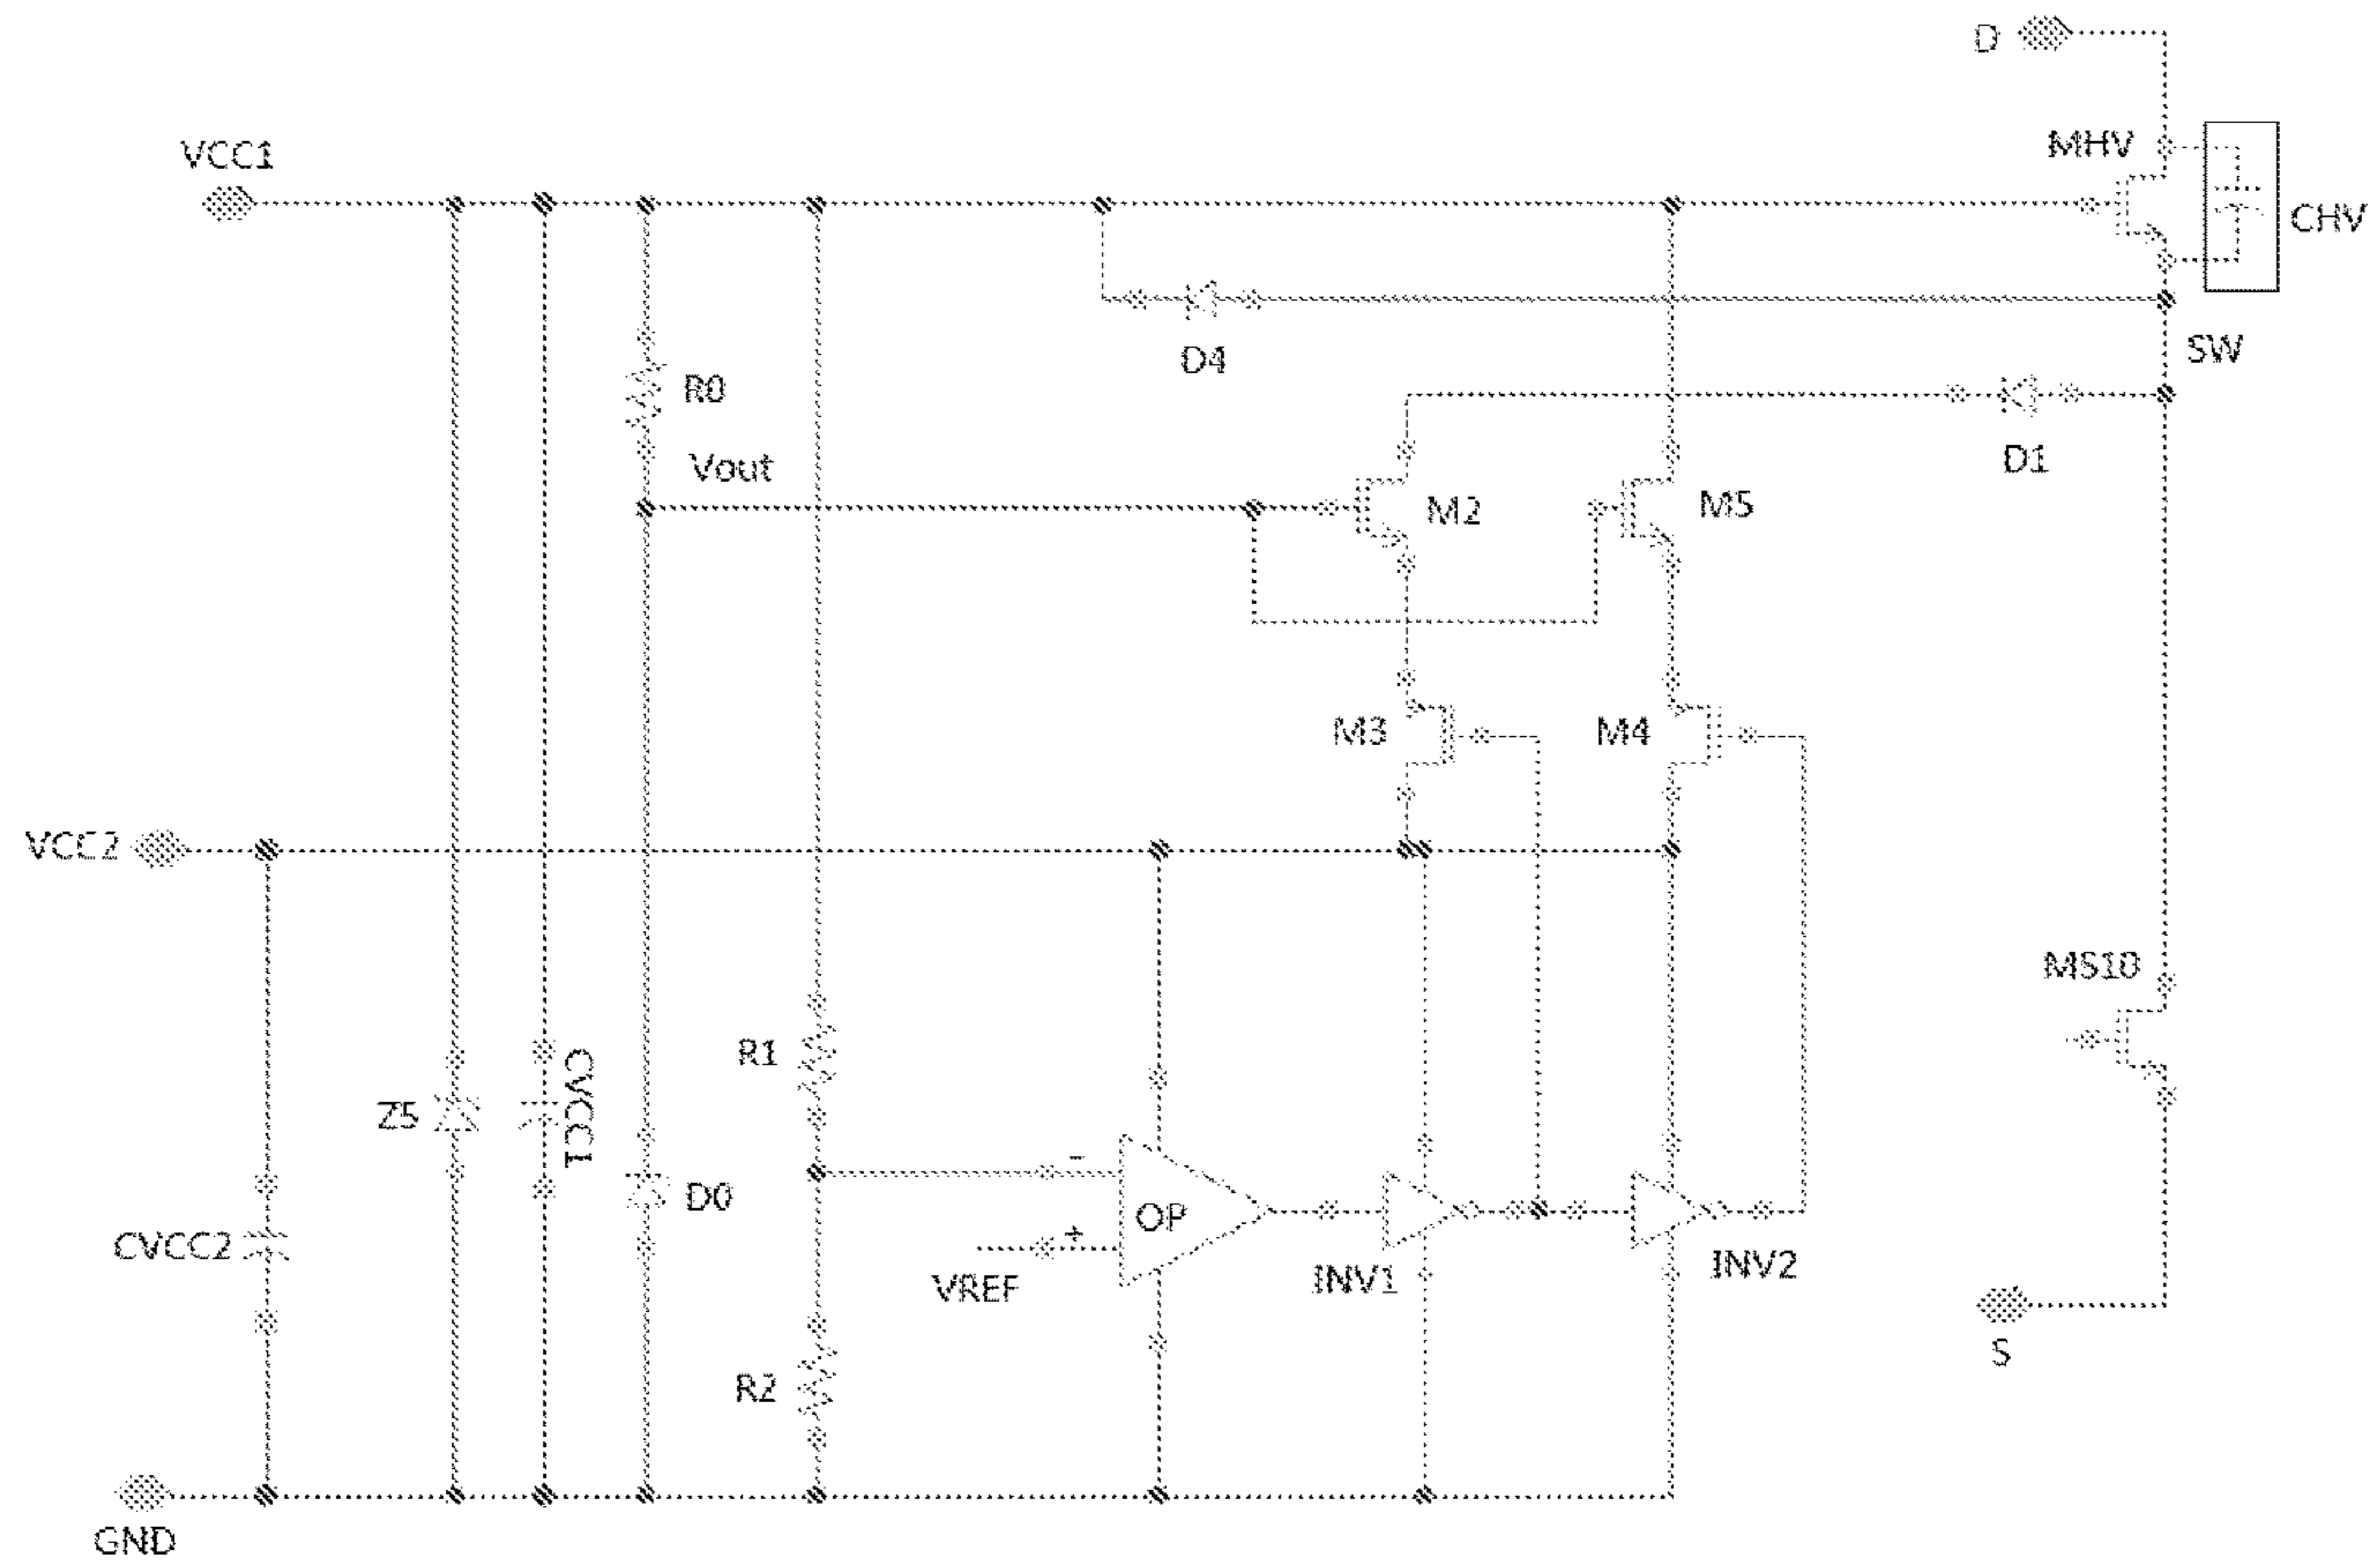 D
MHV
VCC1
CHV
D4
SW
R0
Vout
D1
M2
M5
M3
M4
VCC2
MS10
R1
CVCC1
Z5
-
D0
OP
+
CVCC2
VREF
INV1
INV2
S
R2
GND